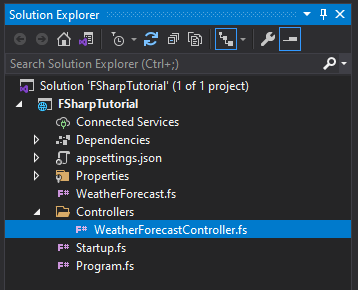 Solution Explorer
Search Solution Explorer (Ctrl+;)
Solution 'FSharpTutorial' (1 of 1 project)
FSharpTutorial
Connected Services
Dependencies
appsettings.json
Properties
F# WeatherForecast.fs
Controllers
F# WeatherForecastController.fs
F# Startup.fs
F# Program.fs